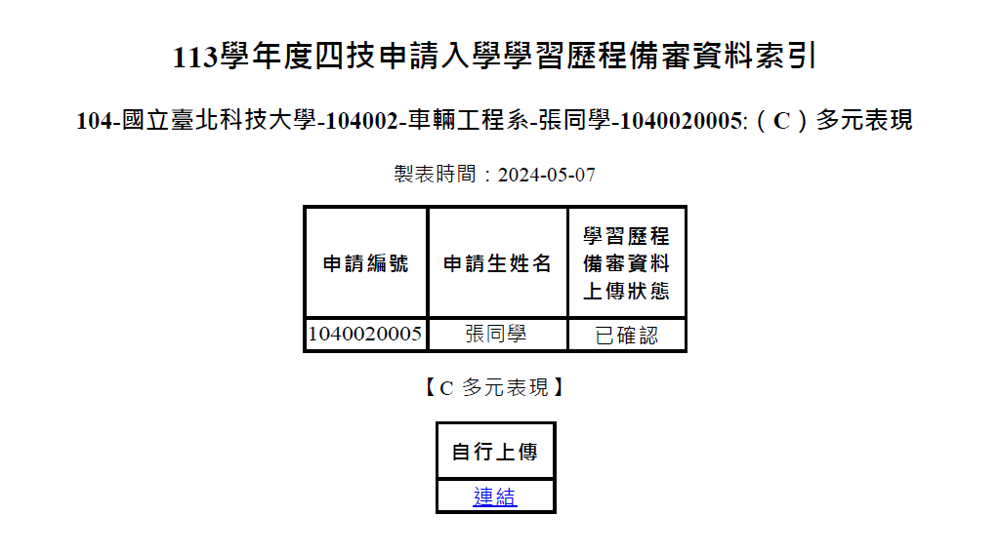 113學年度四技申請入學學習歷程備審資料索引
104-國立臺北科技大學-104002-車輛工程系-張同學-1040020005:（C）多元表現
製表時間：2024-05-07
申請編號 申請生姓名 學習歷程
備審資料
上傳狀態
1040020005 張同學 已確認
【C 多元表現】
自行上傳
連結